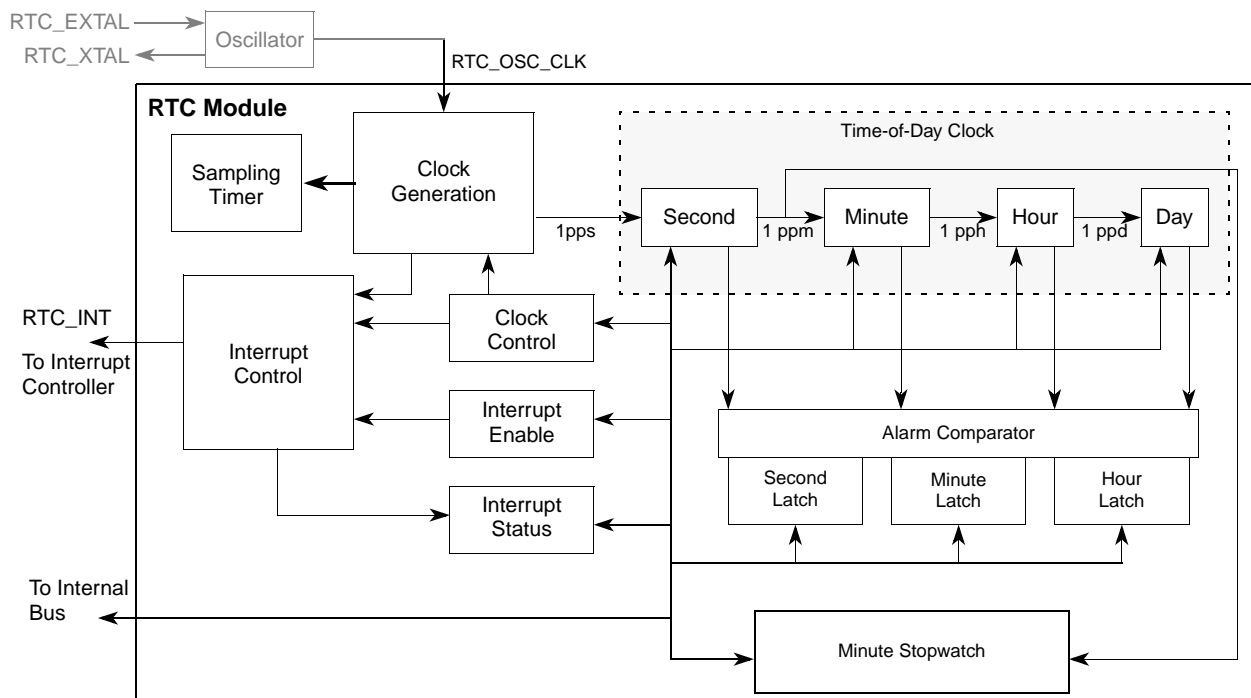 RTC_EXTAL
RTC_XTAL
Oscillator
RTC_OSC_CLK
RTC Module
Time-of-Day Clock
Sampling
Timer
Clock
Generation
1pps
Second
1 ppm
Minute
1 pph
Hour
1 ppd
Day
RTC_INT
To Interrupt
Controller
Interrupt
Control
Clock
Control
Interrupt
Enable
Alarm Comparator
Second
Latch
Minute
Latch
Hour
Latch
Interrupt
Status
To Internal
Bus
Minute Stopwatch